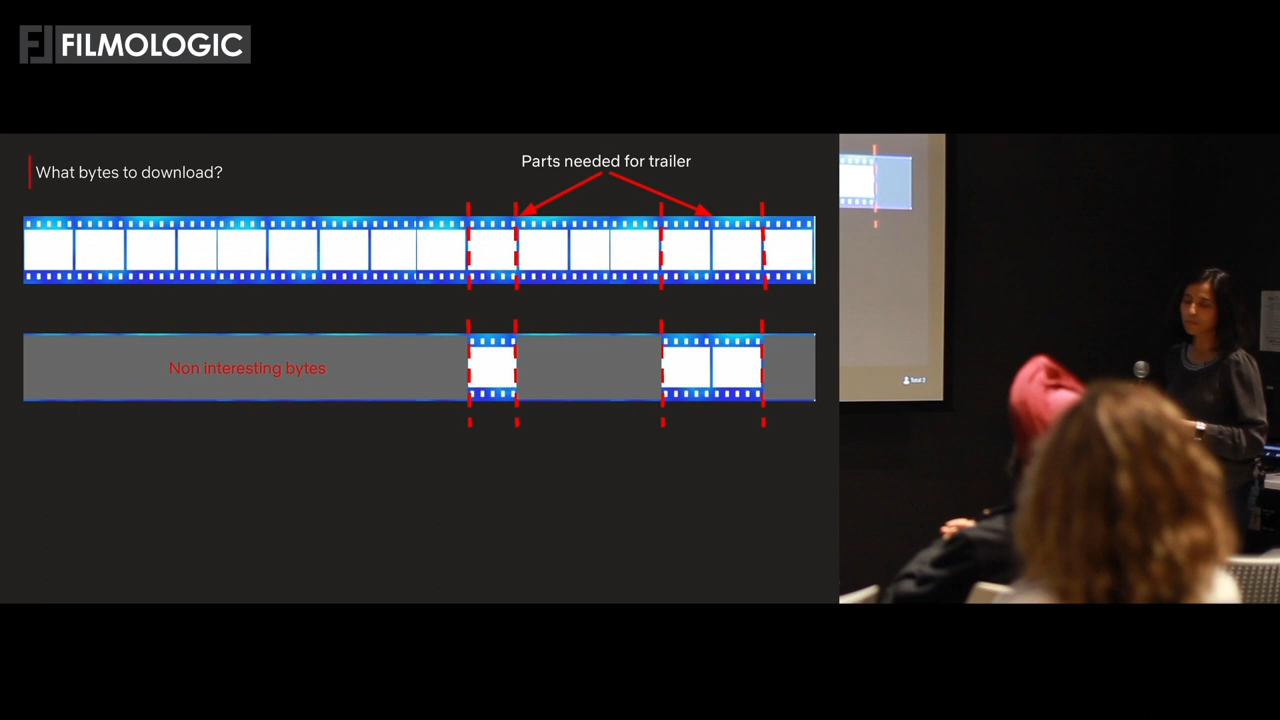 FILMOLOGIC
What bytes to download?
Parts needed for trailer
Non interesting bytes